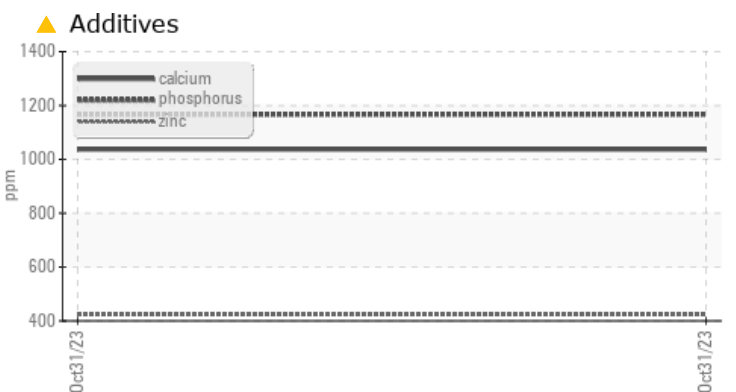 Additives
1400
1200
1000
800
600
400
ppm
calcium
phosphorus
zinc
Oct31/23
Oct31/23